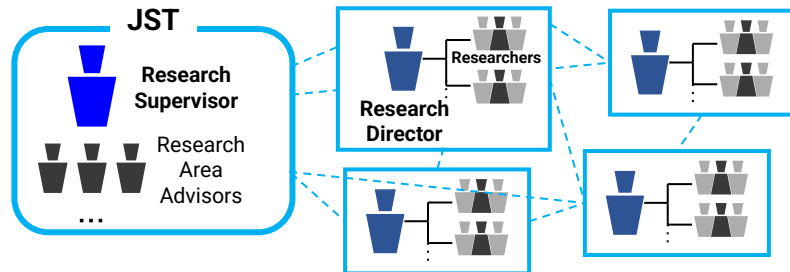 JST
Research
Supervisor
Research
Area
Advisors
...
Researchers
Research
Director